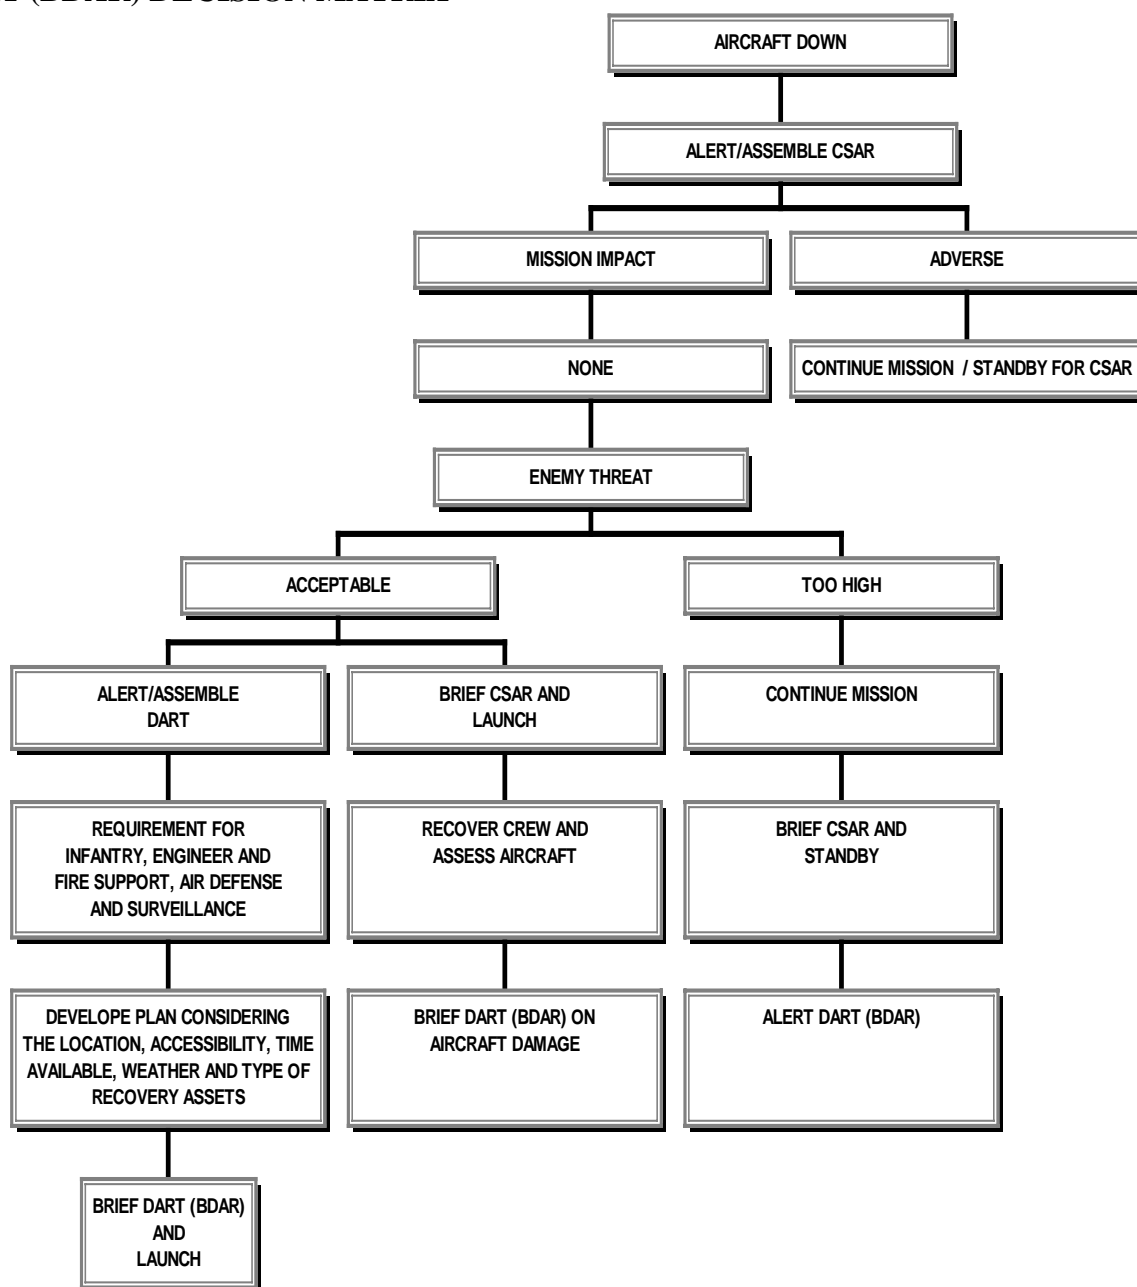 (BDAR) DECISION MATRIX
AIRCRAFT DOWN
ALERT/ASSEMBLE CSAR
MISSION IMPACT
ADVERSE
NONE
CONTINUE MISSION / STANDBY FOR CSAR
ENEMY THREAT
ACCEPTABLE
TOO HIGH
ALERT/ASSEMBLE
DART
BRIEF CSAR AND
LAUNCH
CONTINUE MISSION
REQUIREMENT FOR
INFANTRY, ENGINEER AND
FIRE SUPPORT, AIR DEFENSE
AND SURVEILLANCE
RECOVER CREW AND
ASSESS AIRCRAFT
BRIEF CSAR AND
STANDBY
DEVELOPE PLAN CONSIDERING
THE LOCATION, ACCESSIBILITY, TIME
AVAILABLE, WEATHER AND TYPE OF
RECOVERY ASSETS
BRIEF DART (BDAR) ON
AIRCRAFT DAMAGE
ALERT DART (BDAR)
BRIEF DART (BDAR)
AND
LAUNCH